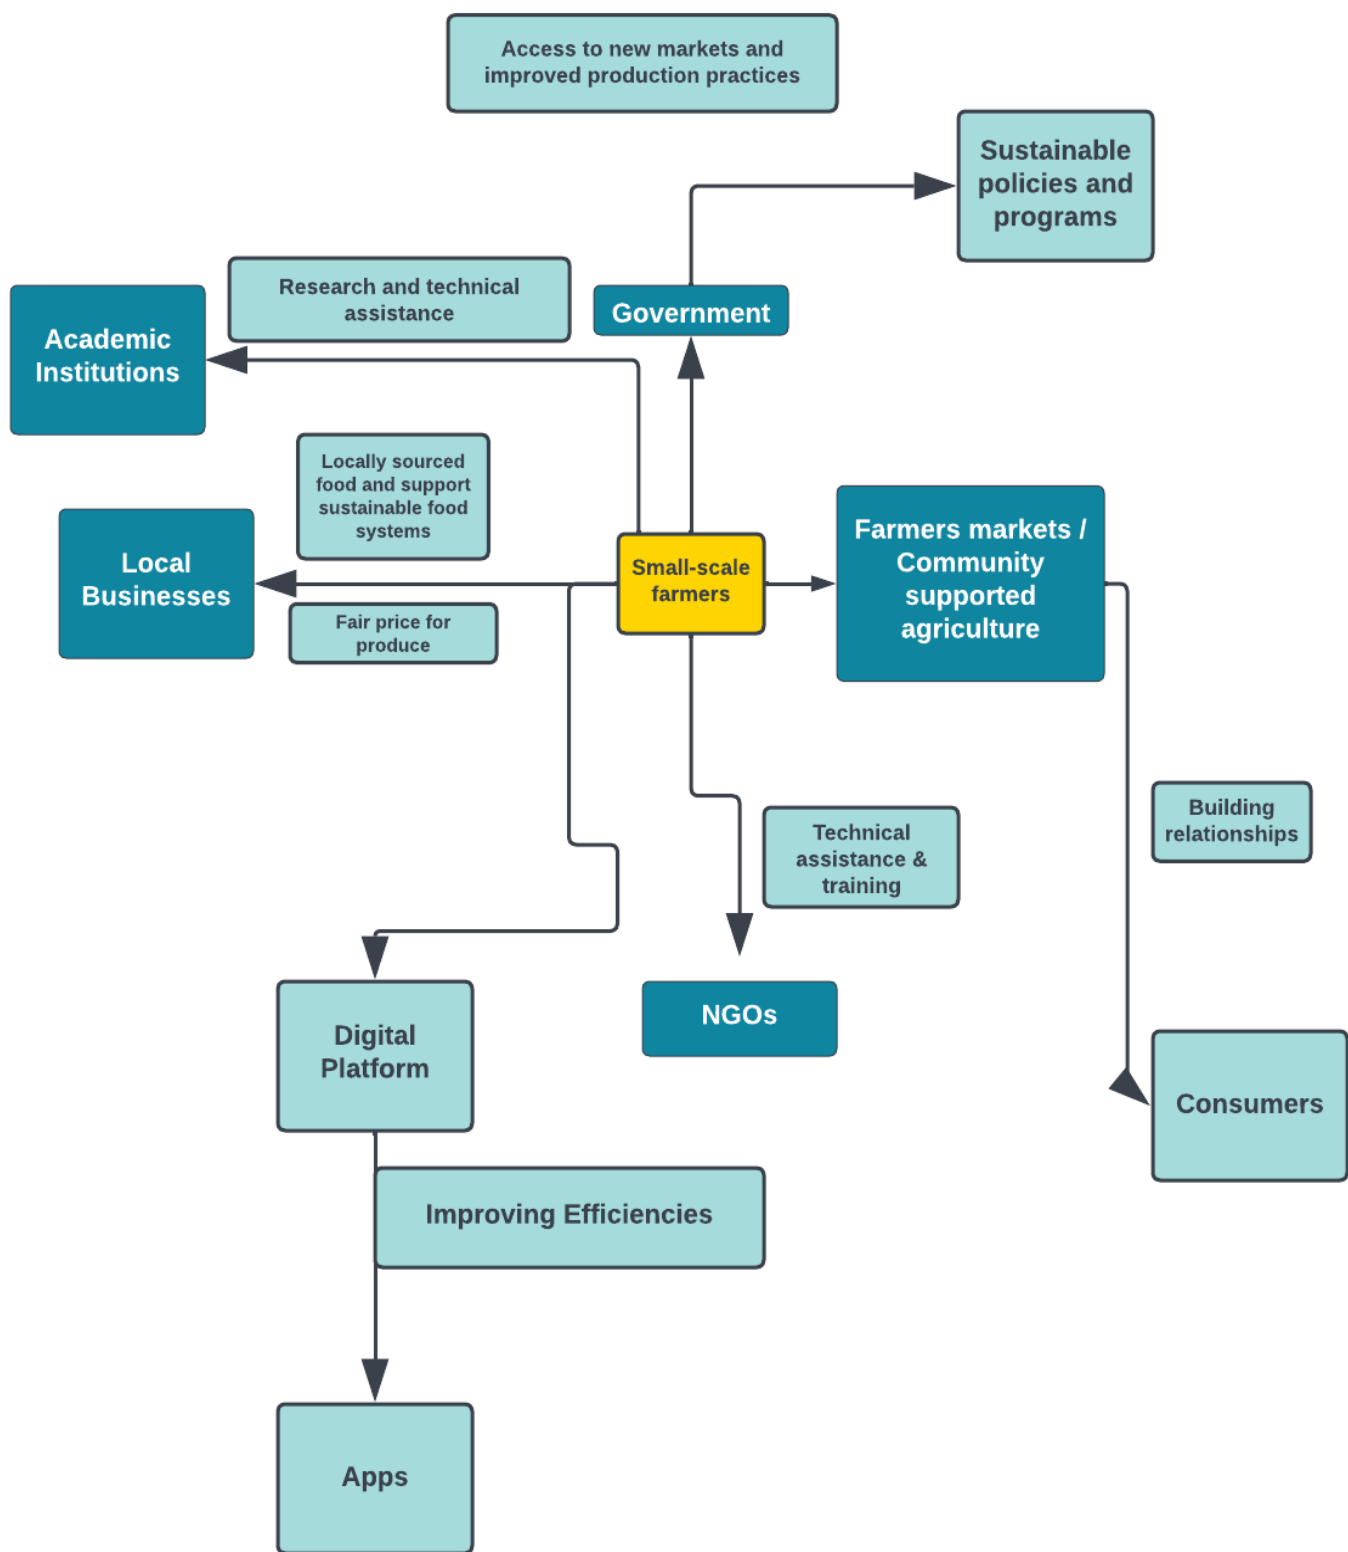 Access to new markets and
improved production practices
Sustainable
policies and
programs
Research and technical
assistance
Government
Academic
Institutions
Locally sourced
food and support
sustainable food
systems
Local
Businesses
Small-scale
farmers
Farmers markets /
Community
supported
agriculture
Fair price for
produce
Building
relationships
Technical
assistance &
training
NGOs
Digital
Platform
Consumers
Improving Efficiencies
Apps